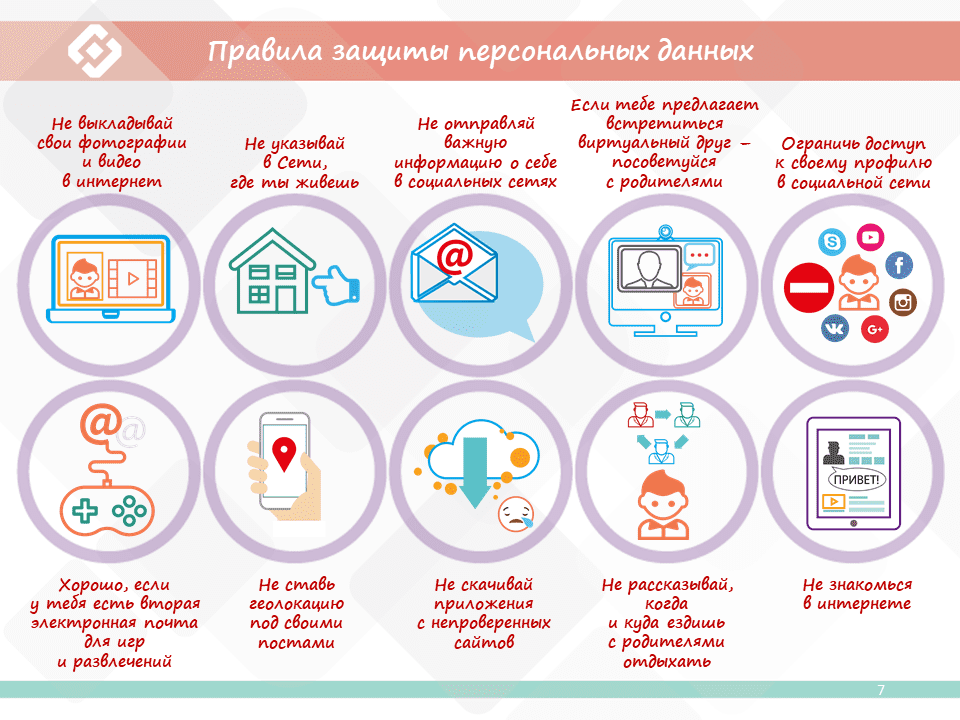 Правила защиты персональных данных
Не выкладывай
свои фотографии
и видео
в интернет
Не указывай
в Сети,
где ты живешь
Не отправляй
важную
информацию о себе
в социальных сетях
Если тебе предлагает
встретиться
виртуальный друг –
посоветуйся
с родителями
Ограничь доступ
к своему профилю
в социальной сети
@
@
@
ПРИВЕТ!
Хорошо, если
у тебя есть вторая
электронная почта
для игр
и развлечений
Не ставь
геолокацию
под своими
постами
Не скачивай
приложения
с непроверенных
сайтов
Не рассказывай,
когда
и куда ездишь
с родителями
отдыхать
Не знакомься
в интернете
7